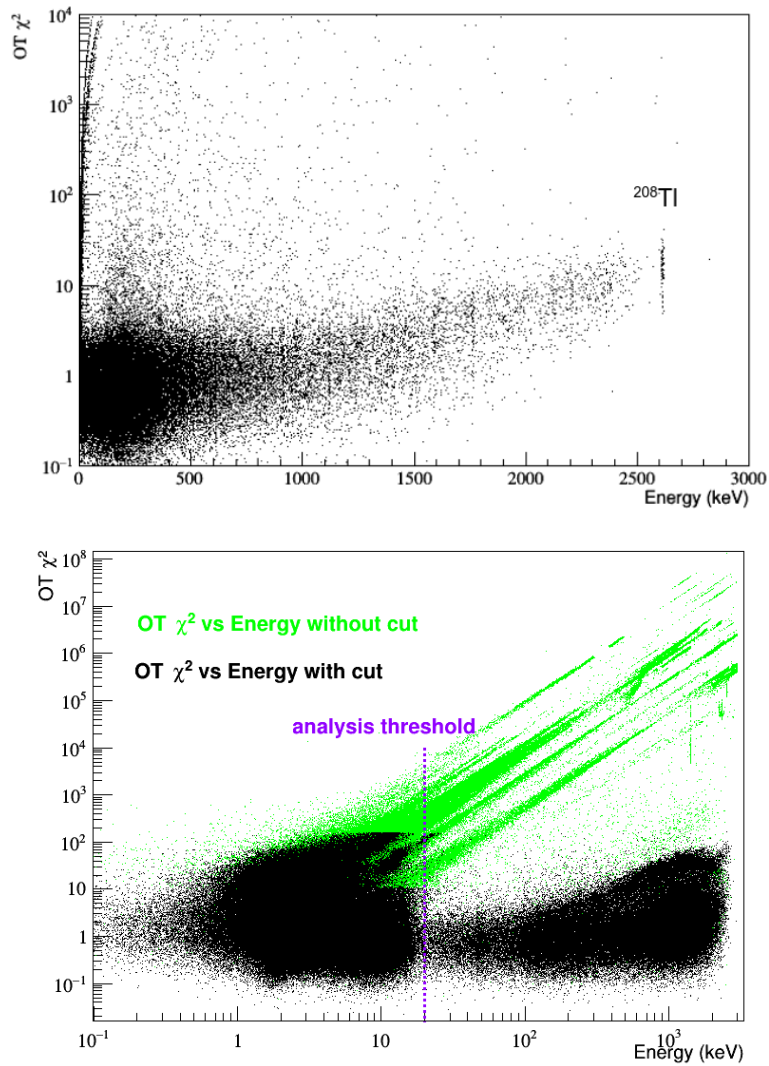 OT χ²
10⁴
10³
10²
10
1
10⁻¹
²⁰⁸Tl
0 500 1000 1500 2000 2500 3000
Energy (keV)
OT χ²
10⁸
10⁷
10⁶
10⁵
10⁴
10³
10²
10
1
10⁻¹
OT χ² vs Energy without cut
OT χ² vs Energy with cut
analysis threshold
10⁻¹ 1 10 10² 10³
Energy (keV)